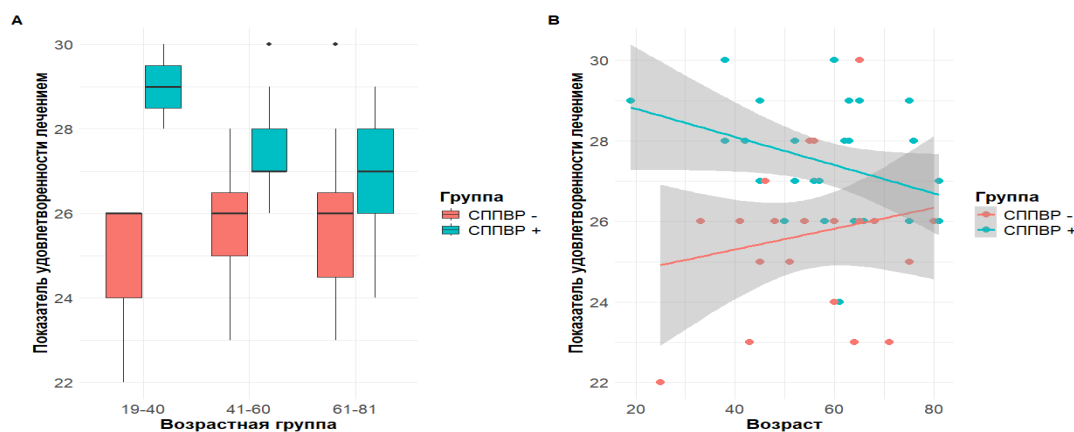 A
Показатель удовлетворенности лечением
30
28
26
24
22
19-40
41-60
61-81
Возрастная группа
Группа
СППВР -
СППВР +
B
Показатель удовлетворенности лечением
30
28
26
24
22
20
40
60
80
Возраст
Группа
СППВР -
СППВР +